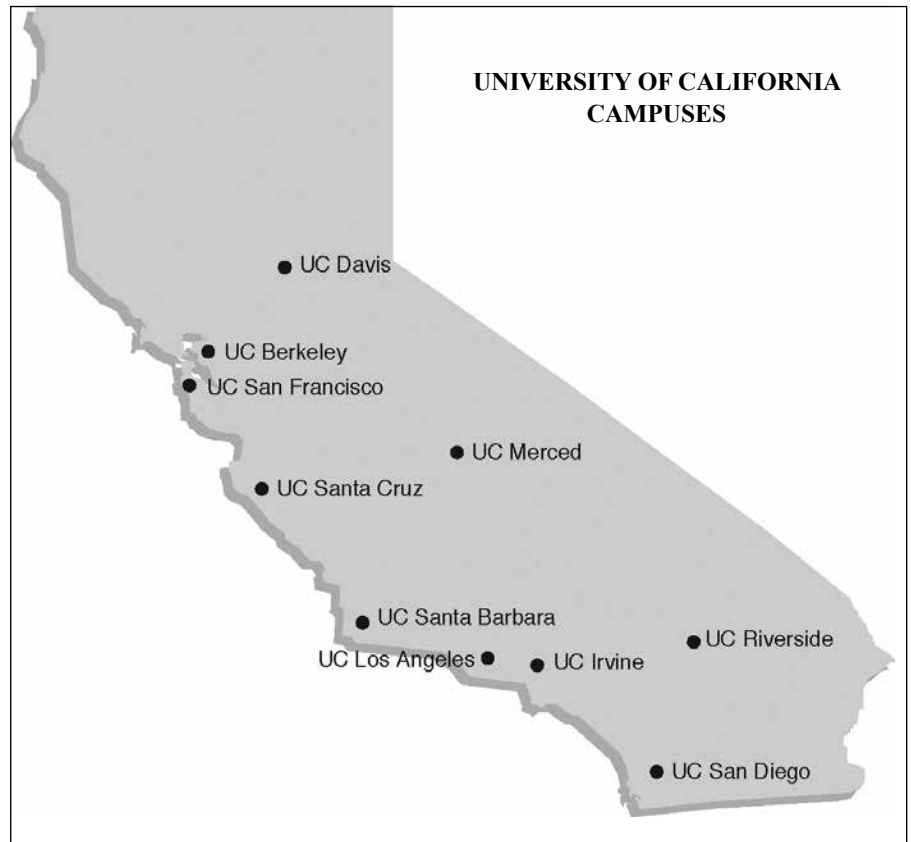 UNIVERSITY OF CALIFORNIA
CAMPUSES
UC Davis
UC Berkeley
UC San Francisco
UC Merced
UC Santa Cruz
UC Santa Barbara
UC Riverside
UC Los Angeles
UC Irvine
UC San Diego